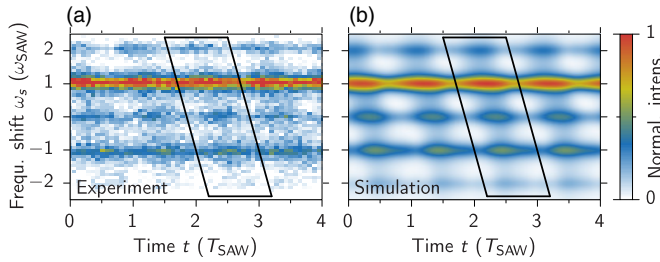 (a)
(b)
Frequ. shift ωs (ωSAW)
2
1
0
−1
−2
Experiment
0 1 2 3 4
Time t (TSAW)
Simulation
0 1 2 3 4
Time t (TSAW)
1
0
Normal. intens.